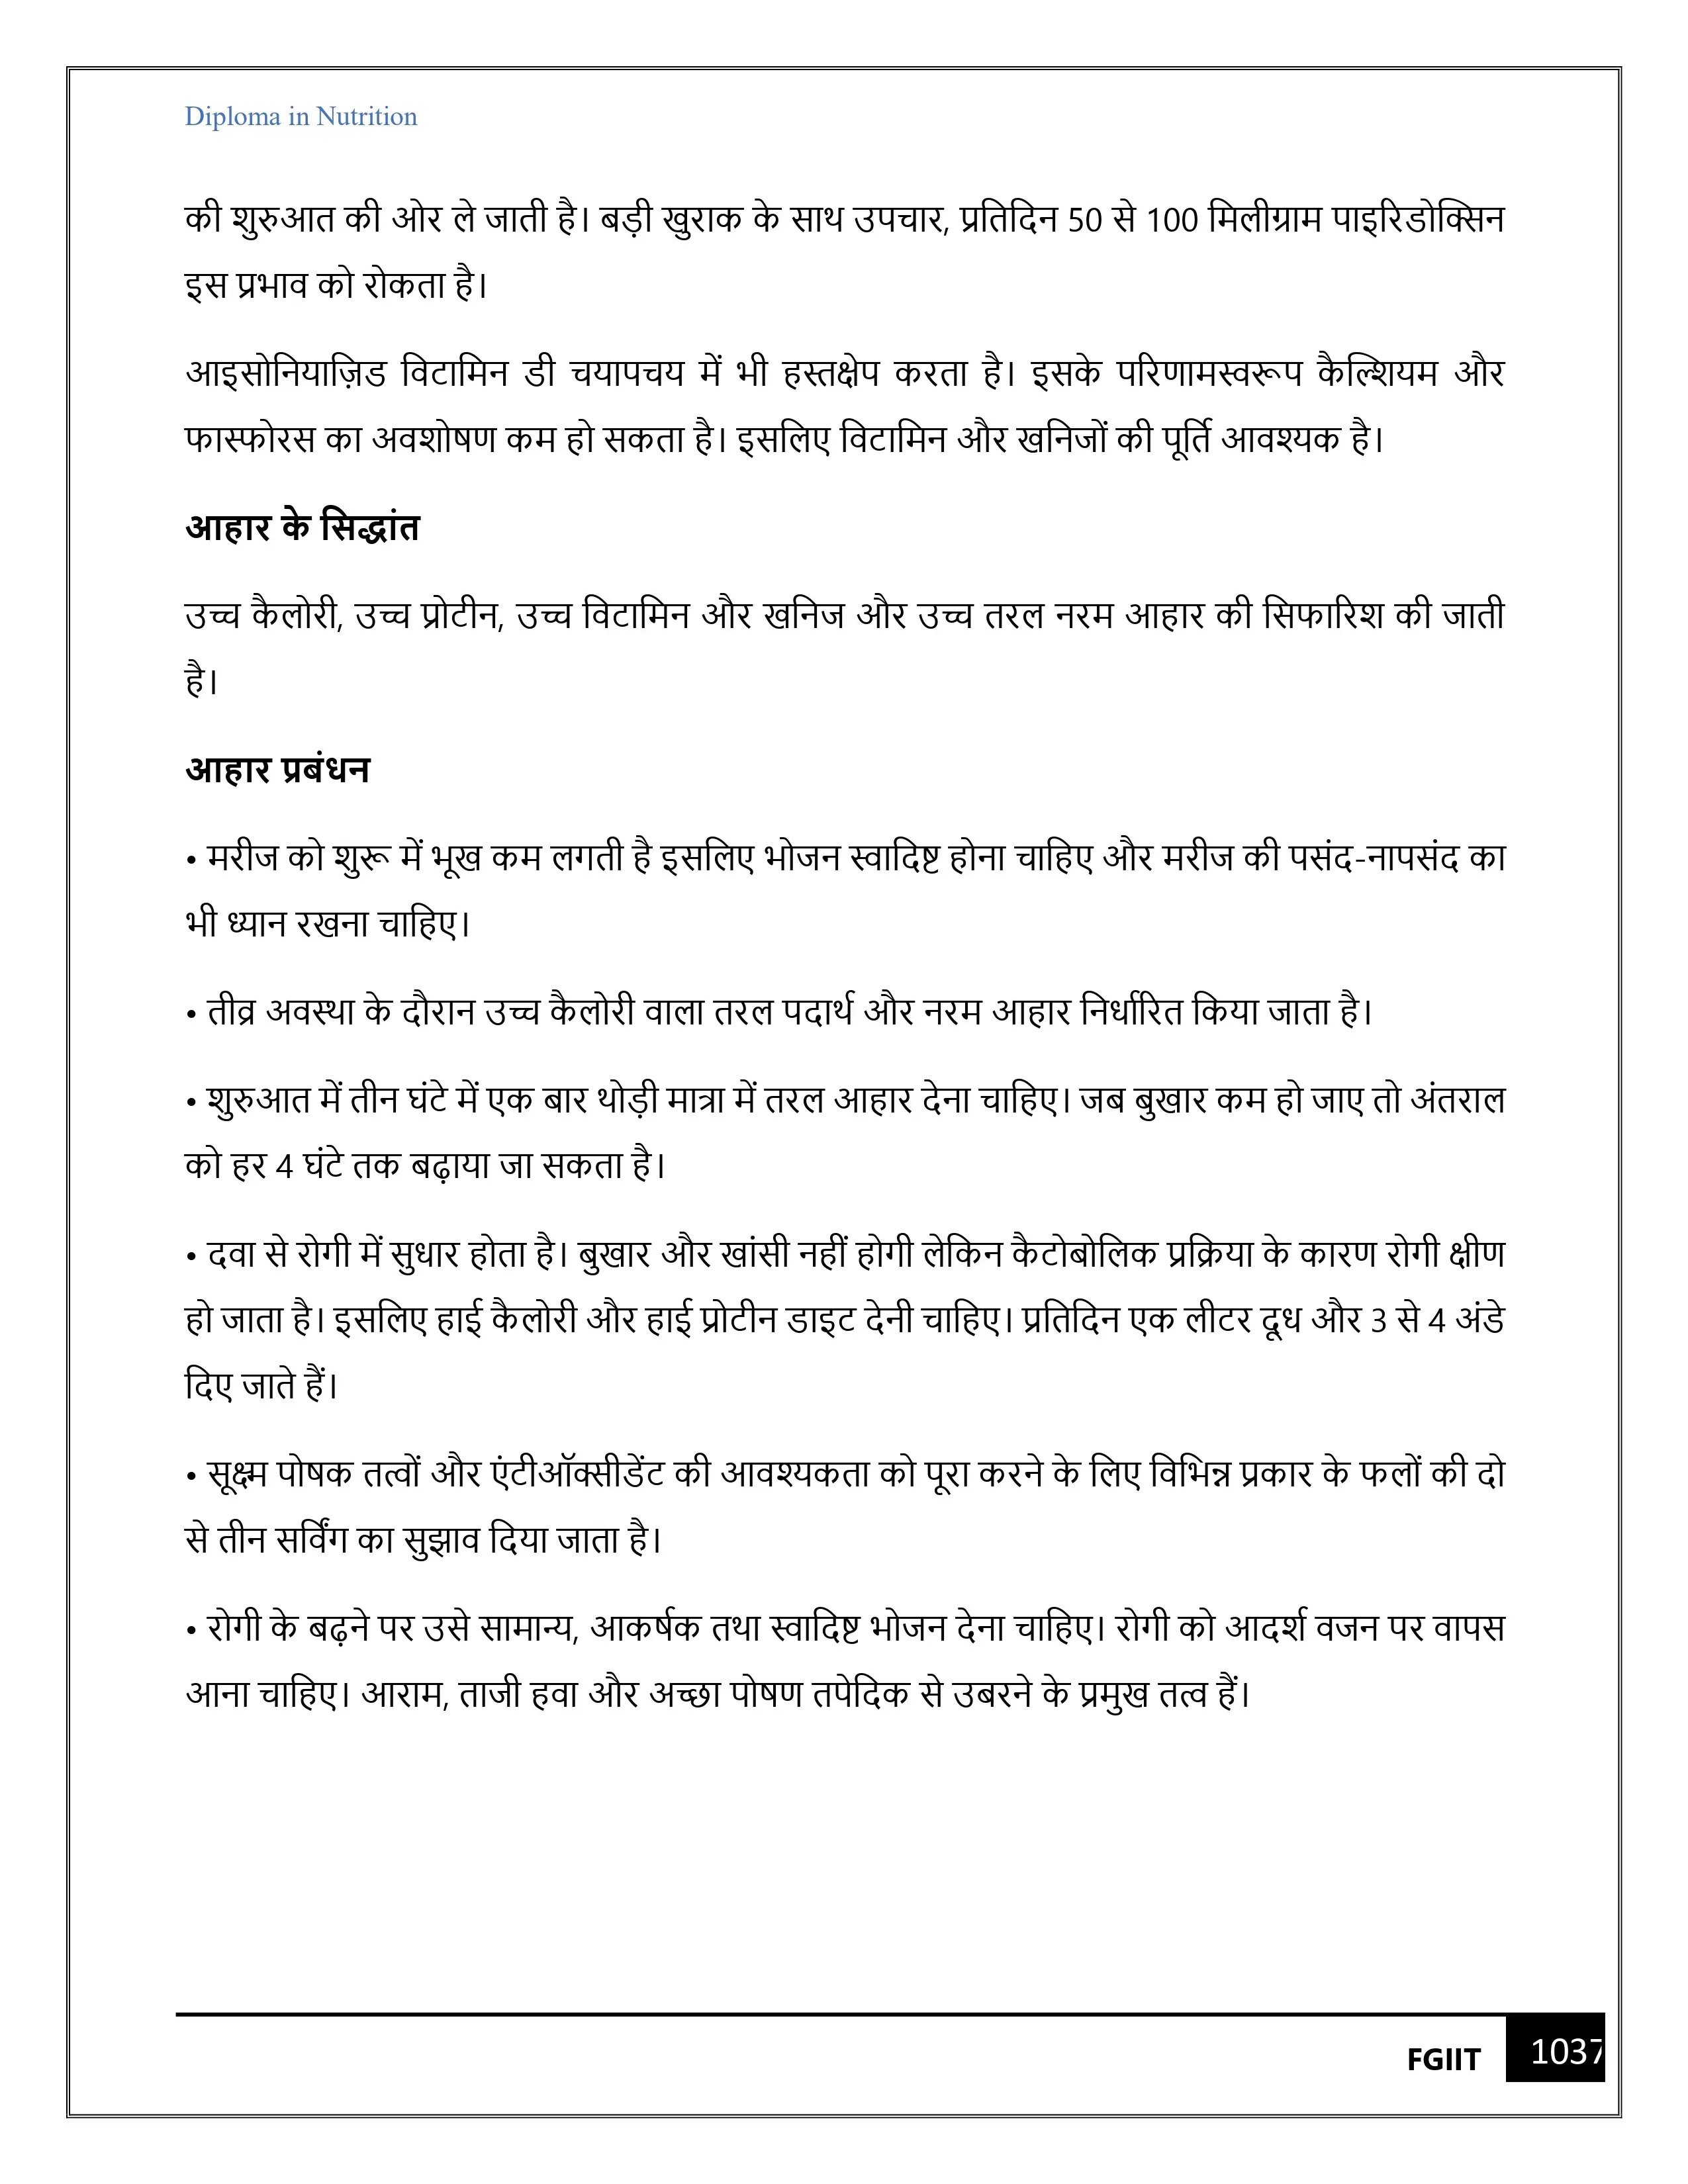 Diploma in Nutrition
की शुरुआत की ओर ले जाती है। बड़ी खुराक के साथ उपचार, प्रतिदिन 50 से 100 मिलीग्राम पाइरिडोक्सिन
इस प्रभाव को रोकता है।
आइसोनियाज़िड विटामिन डी चयापचय में भी हस्तक्षेप करता है। इसके परिणामस्वरूप कैल्शियम और
फास्फोरस का अवशोषण कम हो सकता है। इसलिए विटामिन और खनिजों की पूर्ति आवश्यक है।
आहार के सिद्धांत
उच्च कैलोरी, उच्च प्रोटीन, उच्च विटामिन और खनिज और उच्च तरल नरम आहार की सिफारिश की जाती
है।
आहार प्रबंधन
• मरीज को शुरू में भूख कम लगती है इसलिए भोजन स्वादिष्ट होना चाहिए और मरीज की पसंद-नापसंद का
भी ध्यान रखना चाहिए।
• तीव्र अवस्था के दौरान उच्च कैलोरी वाला तरल पदार्थ और नरम आहार निर्धारित किया जाता है।
• शुरुआत में तीन घंटे में एक बार थोड़ी मात्रा में तरल आहार देना चाहिए। जब बुखार कम हो जाए तो अंतराल
को हर 4 घंटे तक बढ़ाया जा सकता है।
• दवा से रोगी में सुधार होता है। बुखार और खांसी नहीं होगी लेकिन कैटोबोलिक प्रक्रिया के कारण रोगी क्षीण
हो जाता है। इसलिए हाई कैलोरी और हाई प्रोटीन डाइट देनी चाहिए। प्रतिदिन एक लीटर दूध और 3 से 4 अंडे
दिए जाते हैं।
• सूक्ष्म पोषक तत्वों और एंटीऑक्सीडेंट की आवश्यकता को पूरा करने के लिए विभिन्न प्रकार के फलों की दो
से तीन सर्विंग का सुझाव दिया जाता है।
• रोगी के बढ़ने पर उसे सामान्य, आकर्षक तथा स्वादिष्ट भोजन देना चाहिए। रोगी को आदर्श वजन पर वापस
आना चाहिए। आराम, ताजी हवा और अच्छा पोषण तपेदिक से उबरने के प्रमुख तत्व हैं।
FGIIT 1037